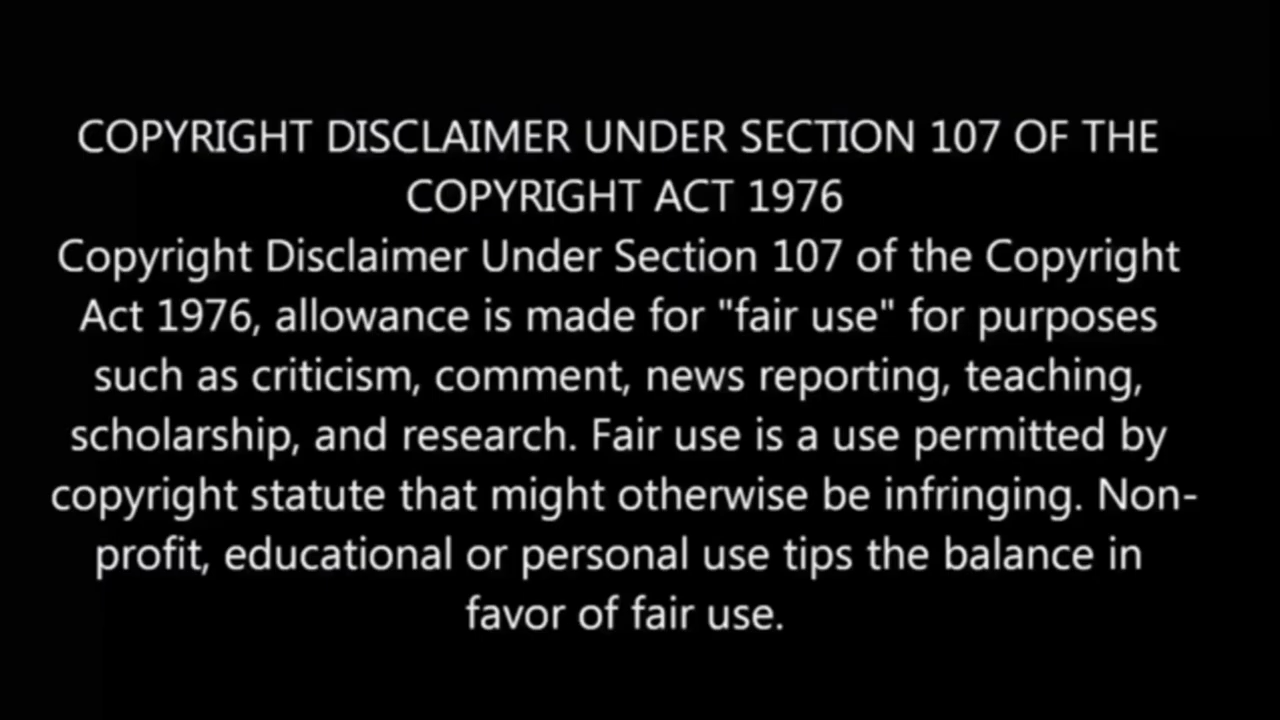 COPYRIGHT DISCLAIMER UNDER SECTION 107 OF THE
COPYRIGHT ACT 1976
Copyright Disclaimer Under Section 107 of the Copyright
Act 1976, allowance is made for "fair use" for purposes
such as criticism, comment, news reporting, teaching,
scholarship, and research. Fair use is a use permitted by
copyright statute that might otherwise be infringing. Non-
profit, educational or personal use tips the balance in
favor of fair use.